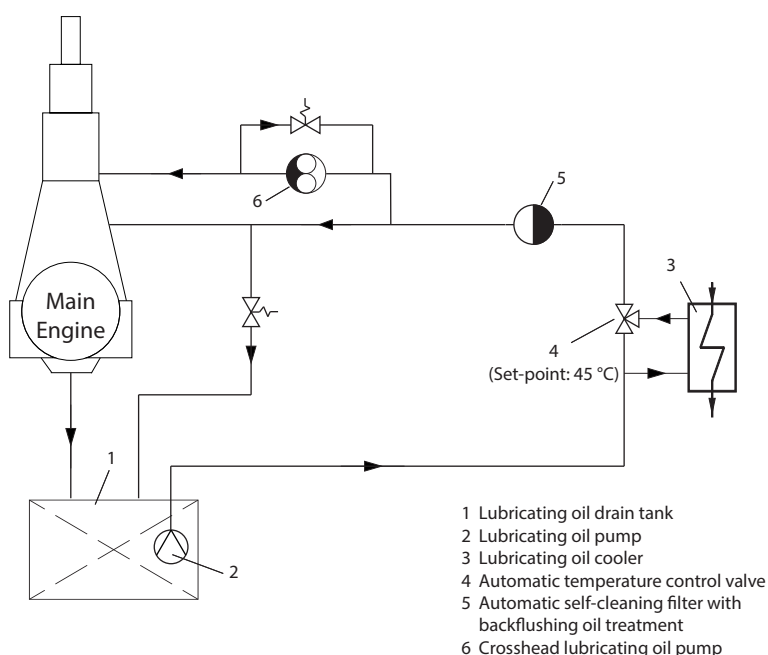 6
5
3
Main
Engine
4
(Set-point: 45 °C)
1
2
1 Lubricating oil drain tank
2 Lubricating oil pump
3 Lubricating oil cooler
4 Automatic temperature control valve
5 Automatic self-cleaning filter with
backflushing oil treatment
6 Crosshead lubricating oil pump